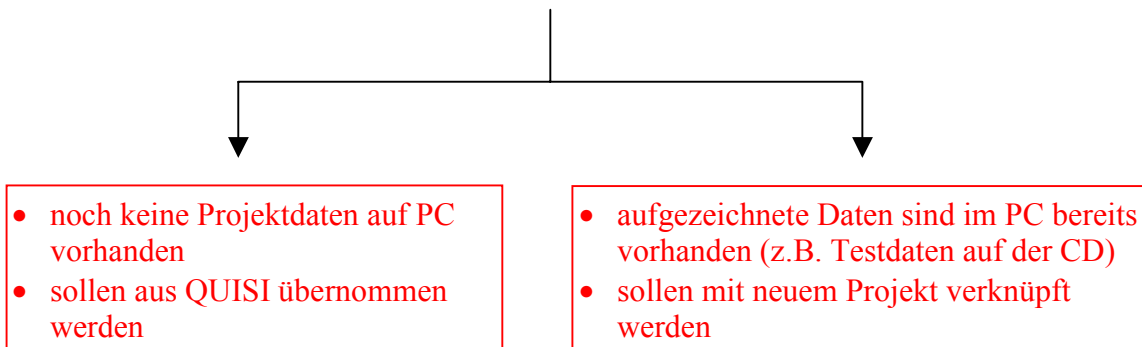 • noch keine Projektdaten auf PC
vorhanden
• sollen aus QUISI übernommen
werden
• aufgezeichnete Daten sind im PC bereits
vorhanden (z.B. Testdaten auf der CD)
• sollen mit neuem Projekt verknüpft
werden